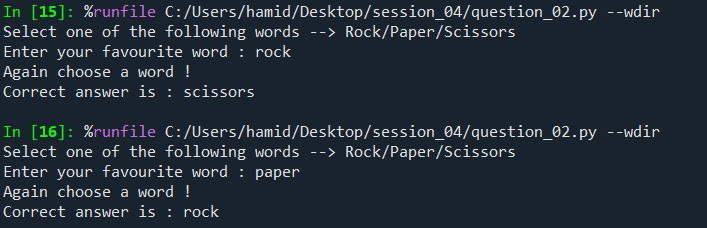 In [15]: %runfile C:/Users/hamid/Desktop/session_04/question_02.py --wdir
Select one of the following words --> Rock/Paper/Scissors
Enter your favourite word : rock
Again choose a word !
Correct answer is : scissors
In [16]: %runfile C:/Users/hamid/Desktop/session_04/question_02.py --wdir
Select one of the following words --> Rock/Paper/Scissors
Enter your favourite word : paper
Again choose a word !
Correct answer is : rock